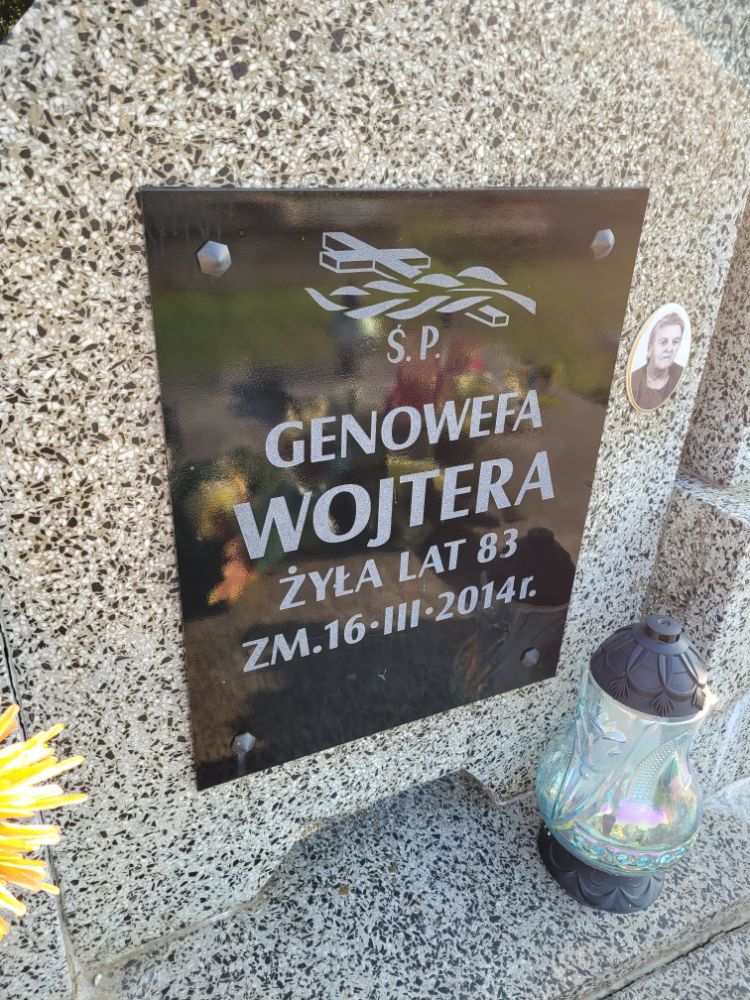 Ś. P.
GENOWEFA
WOJTERA
ŻYŁA LAT 83
ZM.16·III·2014r.